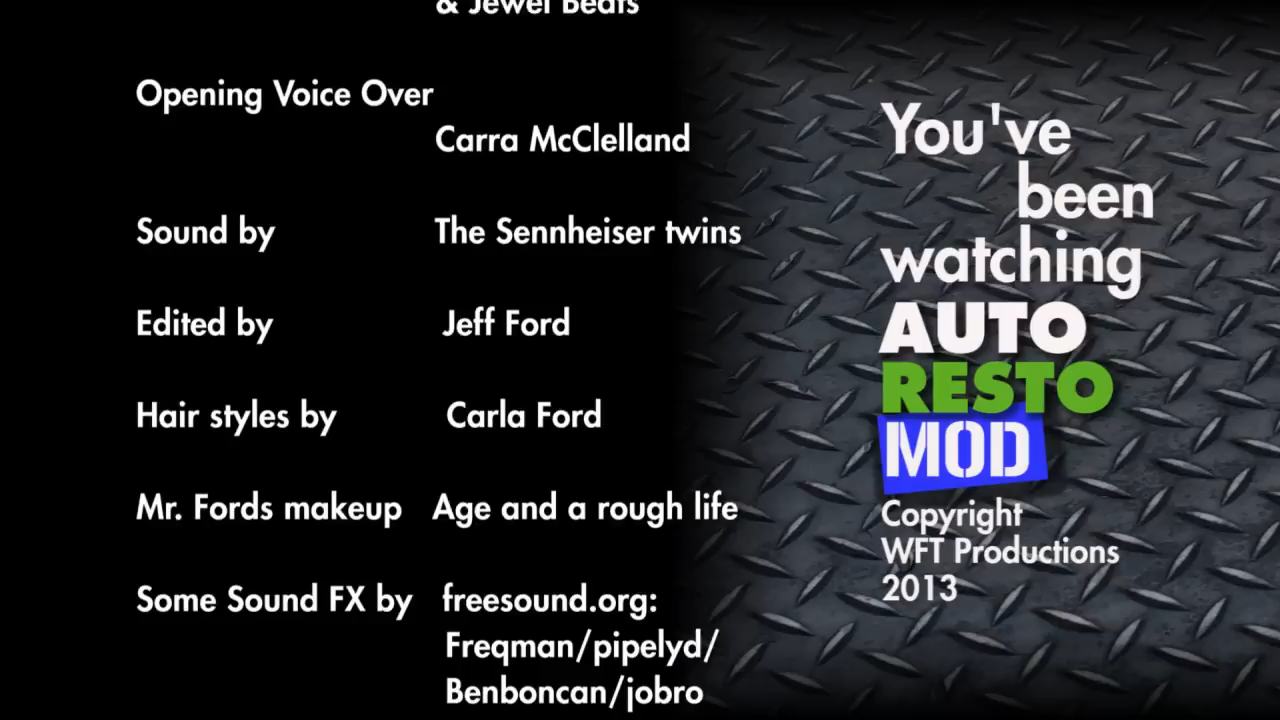 & Jewel Beats
Opening Voice Over
Carra McClelland
Sound by The Sennheiser twins
Edited by Jeff Ford
Hair styles by Carla Ford
Mr. Fords makeup Age and a rough life
Some Sound FX by freesound.org:
Freqman/pipelyd/
Benboncan/jobro
You've
been
watching
AUTO
RESTO
MOD
Copyright
WFT Productions
2013